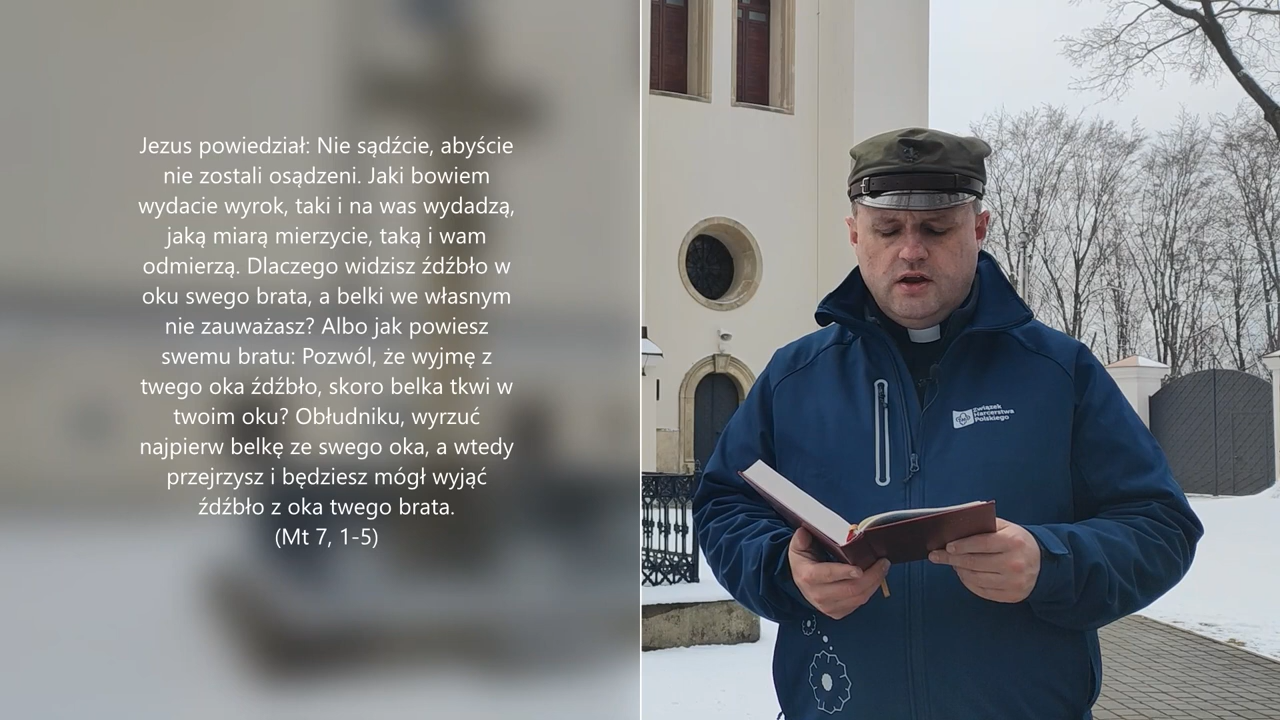 Jezus powiedział: Nie sądźcie, abyście
nie zostali osądzeni. Jaki bowiem
wydacie wyrok, taki i na was wydadzą,
jaką miarą mierzycie, taką i wam
odmierzą. Dlaczego widzisz źdźbło w
oku swego brata, a belki we własnym
nie zauważasz? Albo jak powiesz
swemu bratu: Pozwól, że wyjmę z
twego oka źdźbło, skoro belka tkwi w
twoim oku? Obłudniku, wyrzuć
najpierw belkę ze swego oka, a wtedy
przejrzysz i będziesz mógł wyjąć
źdźbło z oka twego brata.
(Mt 7, 1-5)
Związek
Harcerstwa
Polskiego